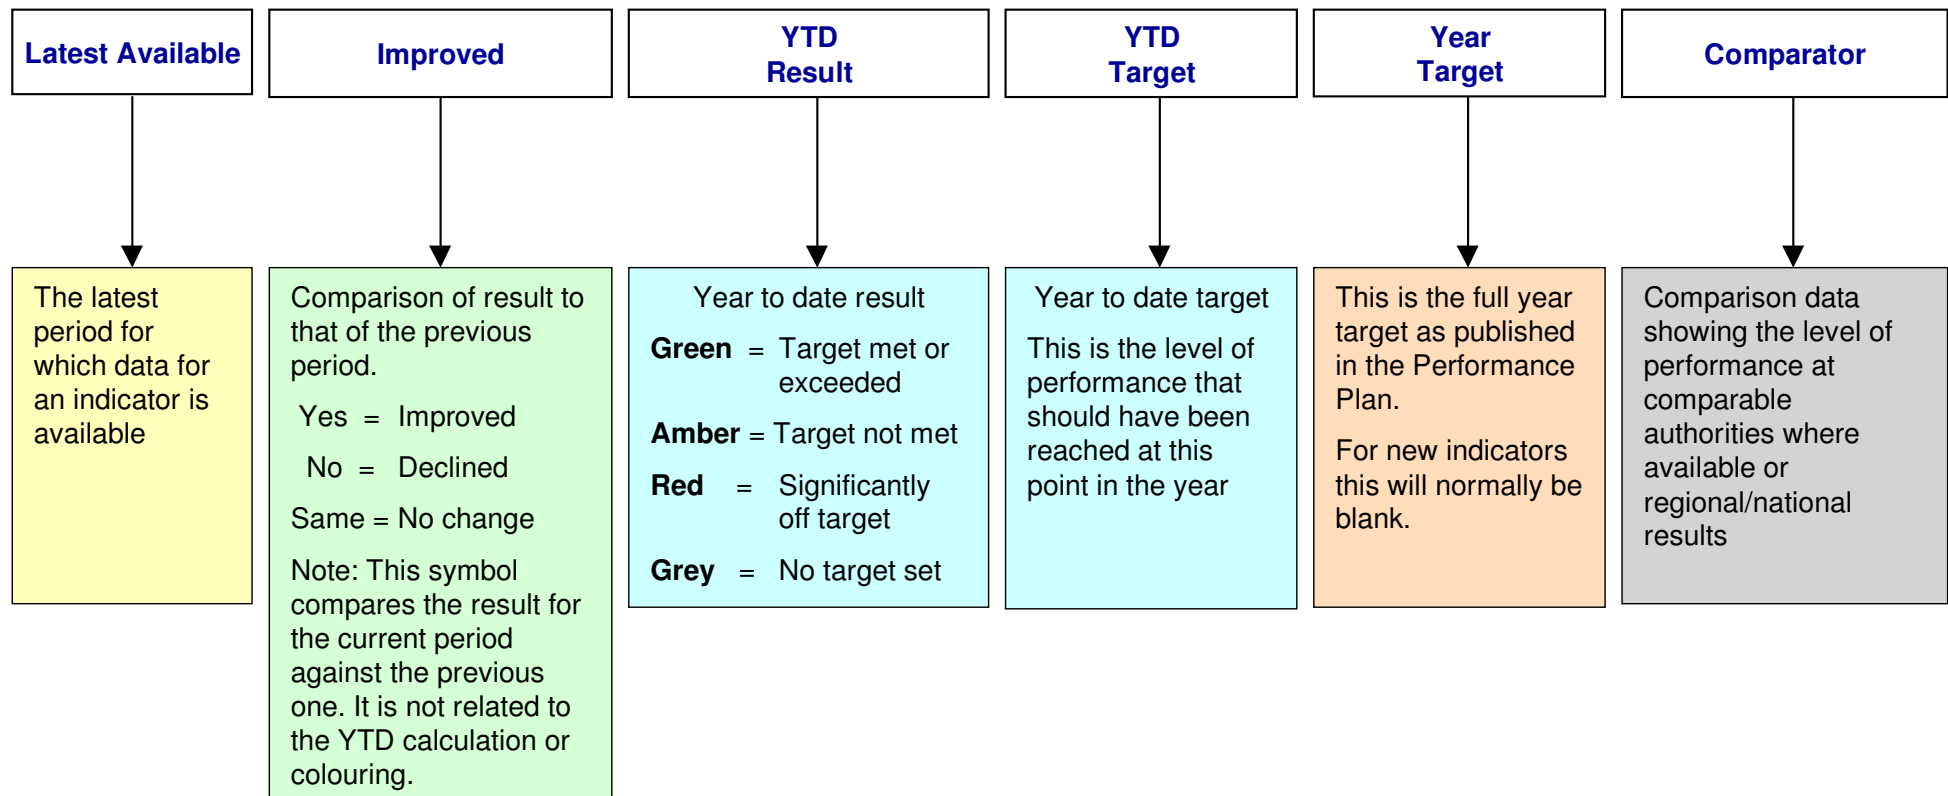 Latest Available
Improved
YTD
Result
YTD
Target
Year
Target
Comparator
The latest
period for
which data for
an indicator is
available
Comparison of result to
that of the previous
period.
Yes = Improved
No = Declined
Same = No change
Note: This symbol
compares the result for
the current period
against the previous
one. It is not related to
the YTD calculation or
colouring.
Year to date result
Green = Target met or
exceeded
Amber = Target not met
Red = Significantly
off target
Grey = No target set
Year to date target
This is the level of
performance that
should have been
reached at this
point in the year
This is the full year
target as published
in the Performance
Plan.
For new indicators
this will normally be
blank.
Comparison data
showing the level of
performance at
comparable
authorities where
available or
regional/national
results